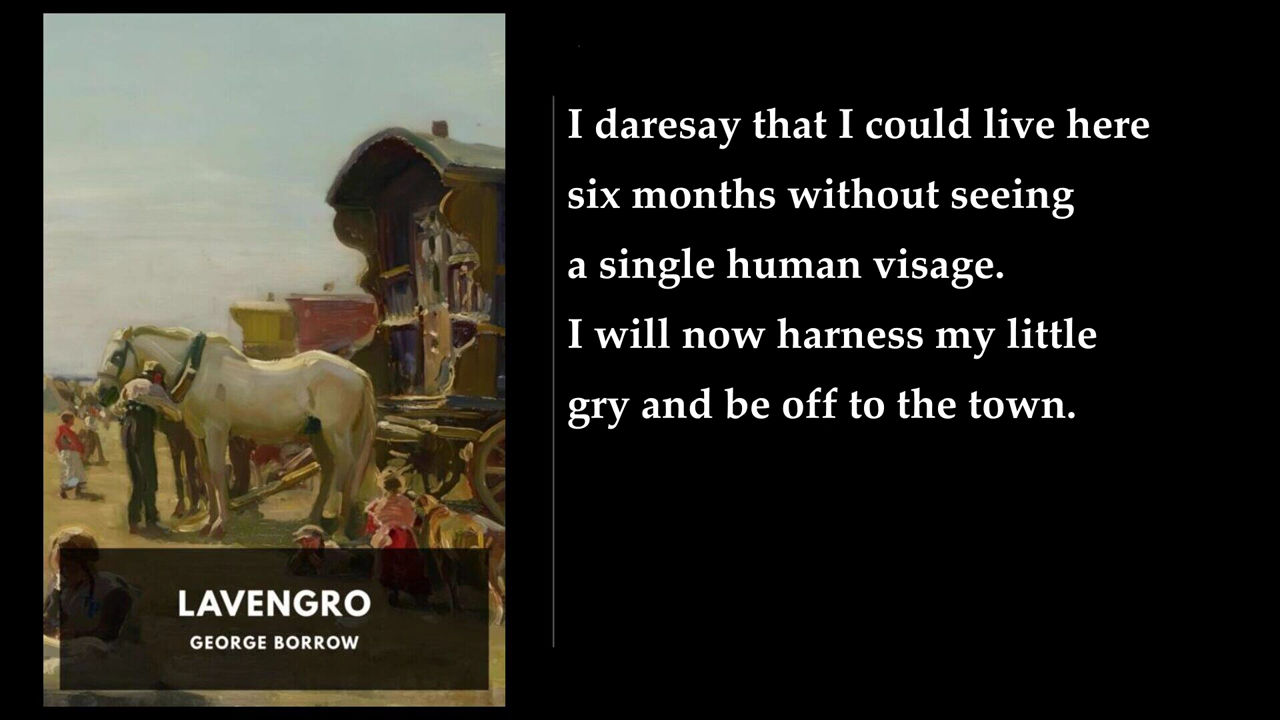 LAVENGRO
GEORGE BORROW
I daresay that I could live here
six months without seeing
a single human visage.
I will now harness my little
gry and be off to the town.